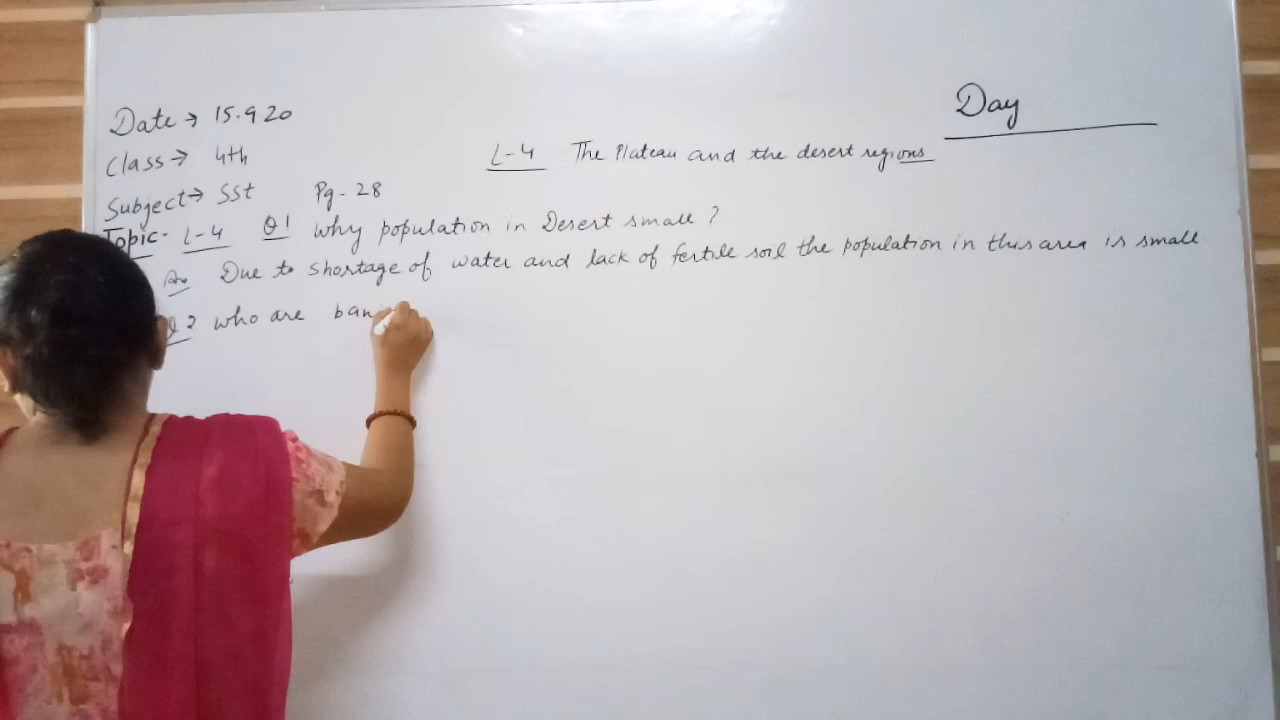 Day
Date → 15.9 20
Class → 4th
L-4 The Plateau and the desert regions
Subject → SSt Pg - 28
Topic - L-4 Q1 why population in Desert small ?
Ans Due to shortage of water and lack of fertile soil the population in this area is small
Q2 who are ban